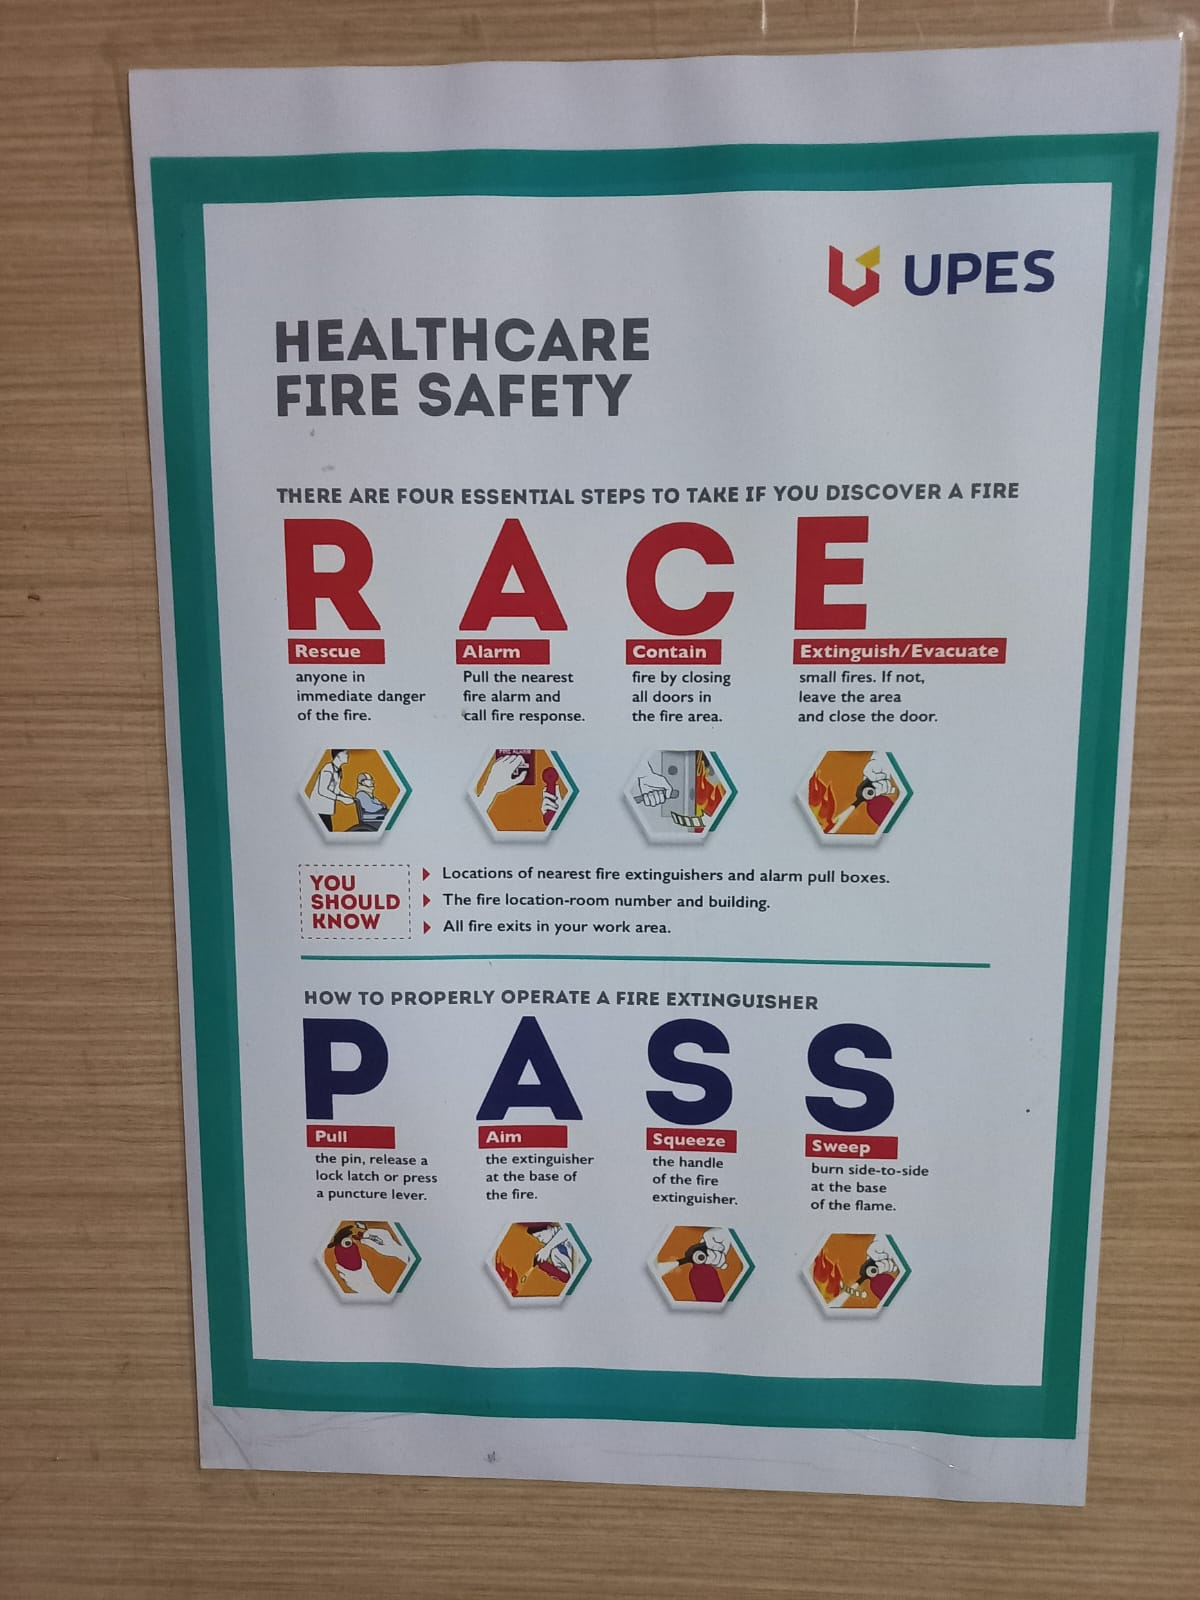 UPES
HEALTHCARE
FIRE SAFETY
THERE ARE FOUR ESSENTIAL STEPS TO TAKE IF YOU DISCOVER A FIRE
R A C E
Rescue
anyone in
immediate danger
of the fire.
Alarm
Pull the nearest
fire alarm and
call fire response.
Contain
fire by closing
all doors in
the fire area.
Extinguish/Evacuate
small fires. If not,
leave the area
and close the door.
FIRE ALARM
YOU
SHOULD
KNOW
Locations of nearest fire extinguishers and alarm pull boxes.
The fire location-room number and building.
All fire exits in your work area.
HOW TO PROPERLY OPERATE A FIRE EXTINGUISHER
P A S S
Pull
the pin, release a
lock latch or press
a puncture lever.
Aim
the extinguisher
at the base of
the fire.
Squeeze
the handle
of the fire
extinguisher.
Sweep
burn side-to-side
at the base
of the flame.